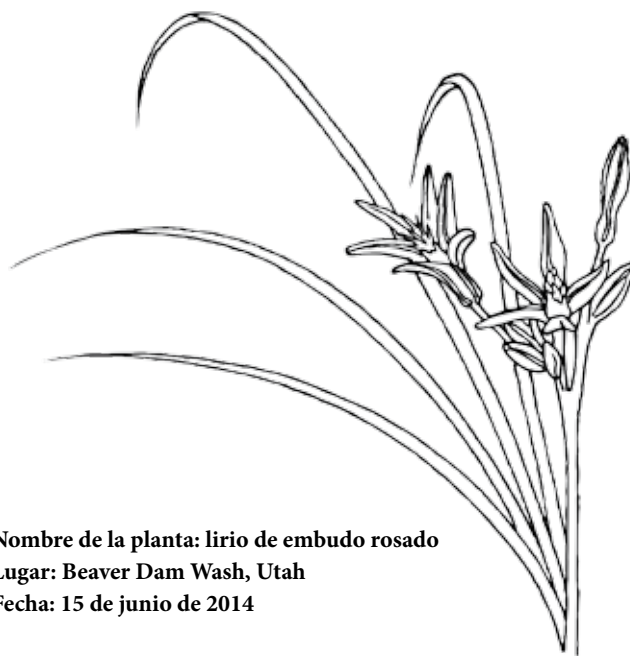 Nombre de la planta: lirio de embudo rosado
Lugar: Beaver Dam Wash, Utah
Fecha: 15 de junio de 2014